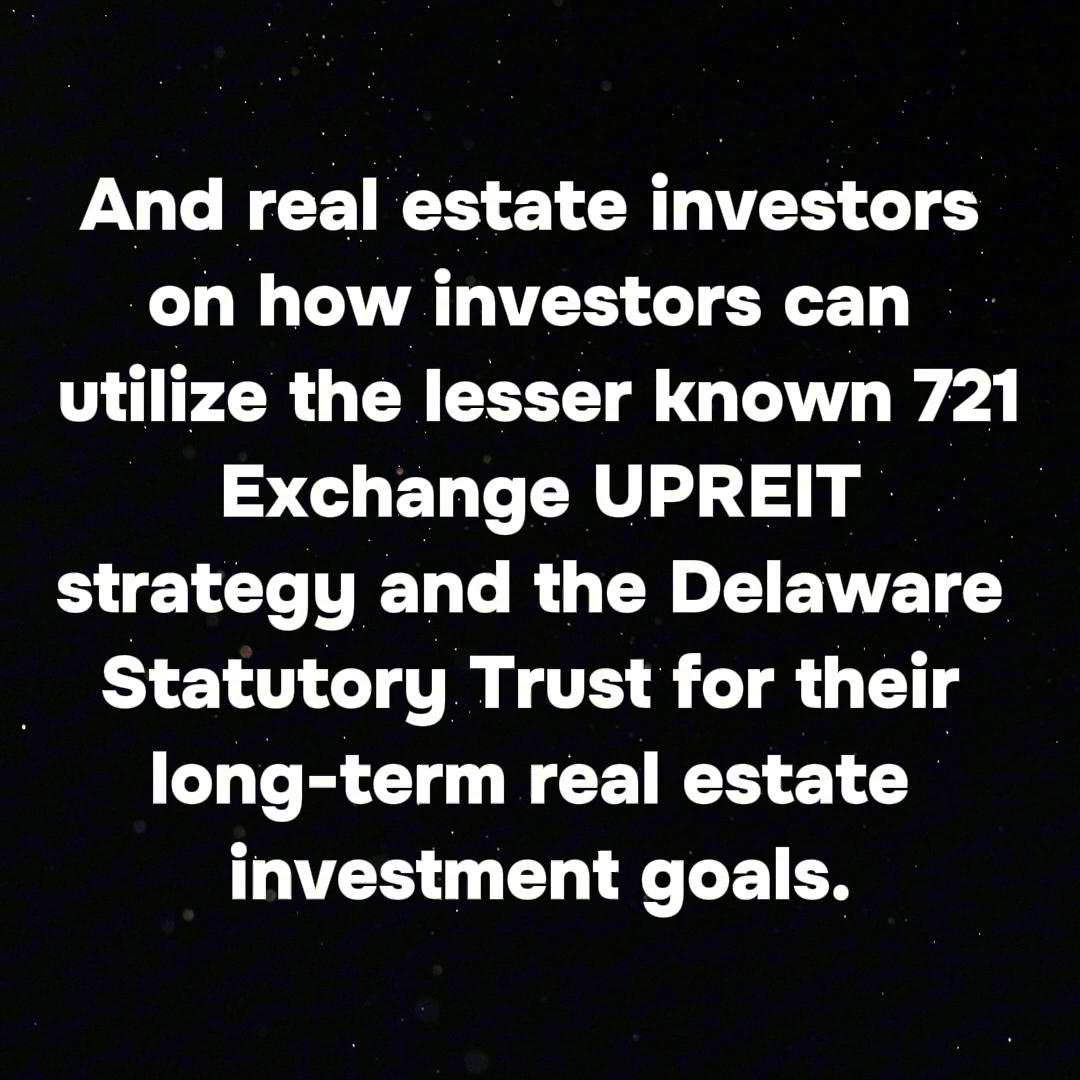 And real estate investors
on how investors can
utilize the lesser known 721
Exchange UPREIT
strategy and the Delaware
Statutory Trust for their
long-term real estate
investment goals.